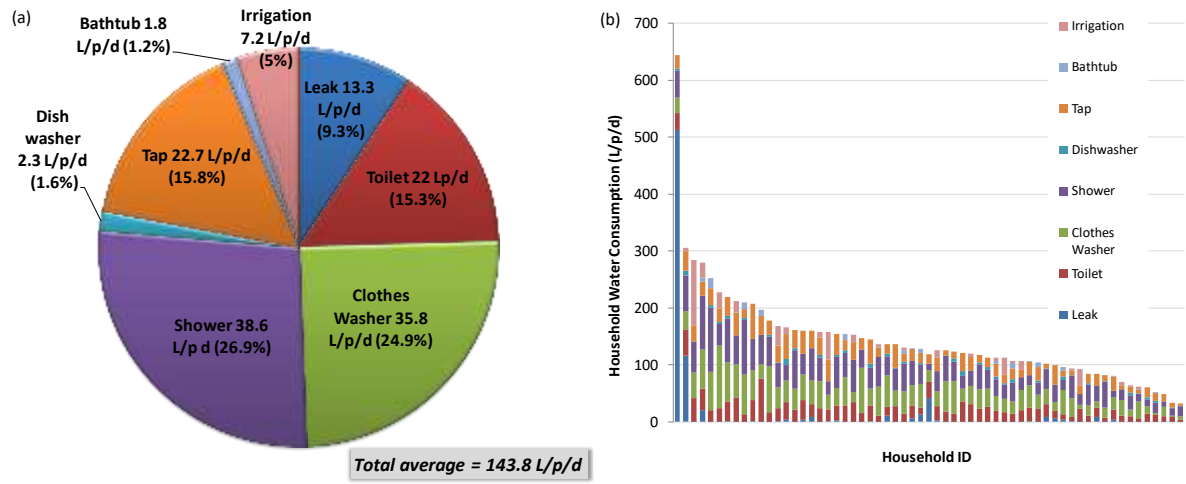 (a)
Bathtub 1.8
L/p/d (1.2%)
Irrigation
7.2 L/p/d
(5%)
Leak 13.3
L/p/d
(9.3%)
Toilet 22 Lp/d
(15.3%)
Clothes
Washer 35.8
L/p/d (24.9%)
Shower 38.6
L/p d (26.9%)
Dish
washer
2.3 L/p/d
(1.6%)
Tap 22.7 L/p/d
(15.8%)
Total average = 143.8 L/p/d
(b)
Household Water Consumption (L/p/d)
700
600
500
400
300
200
100
0
Household ID
Irrigation
Bathtub
Tap
Dishwasher
Shower
Clothes
Washer
Toilet
Leak